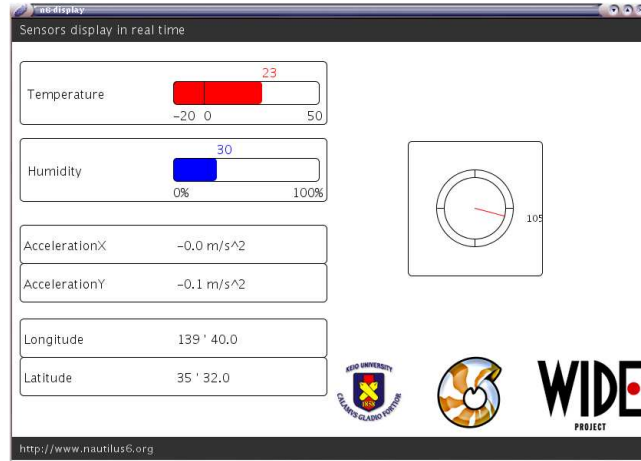 n6-display
Sensors display in real time
23
Temperature
-20 0 50
30
Humidity
0% 100%
105
AccelerationX -0.0 m/s^2
AccelerationY -0.1 m/s^2
Longitude 139 ' 40.0
Latitude 35 ' 32.0
KEIO UNIVERSITY
1858
CALAMVS GLADIO FORTIOR
WIDE
PROJECT
http://www.nautilus6.org